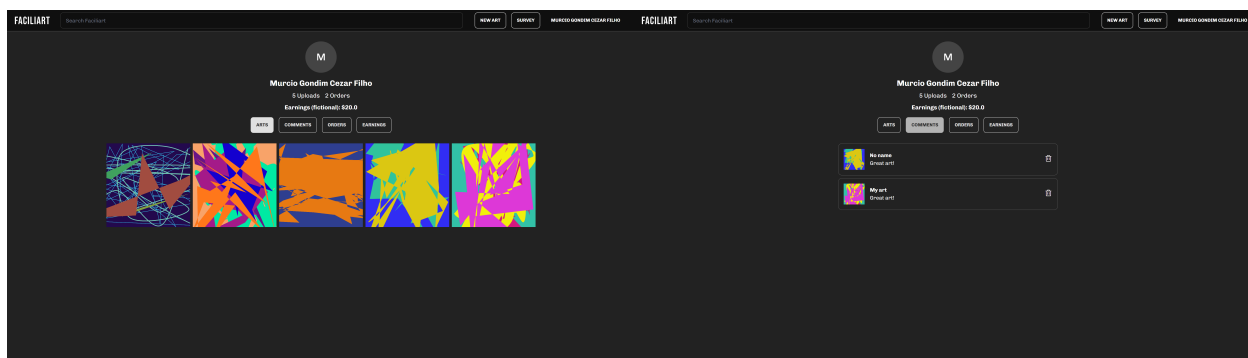 FACILIART Search Faciliart NEW ART SURVEY MURCIO GONDIM CEZAR FILHO
M
Murcio Gondim Cezar Filho
5 Uploads 2 Orders
Earnings (fictional): $20.0
ARTS COMMENTS ORDERS EARNINGS
FACILIART Search Faciliart NEW ART SURVEY MURCIO GONDIM CEZAR FILHO
M
Murcio Gondim Cezar Filho
5 Uploads 2 Orders
Earnings (fictional): $20.0
ARTS COMMENTS ORDERS EARNINGS
No name
Great art!
My art
Great art!